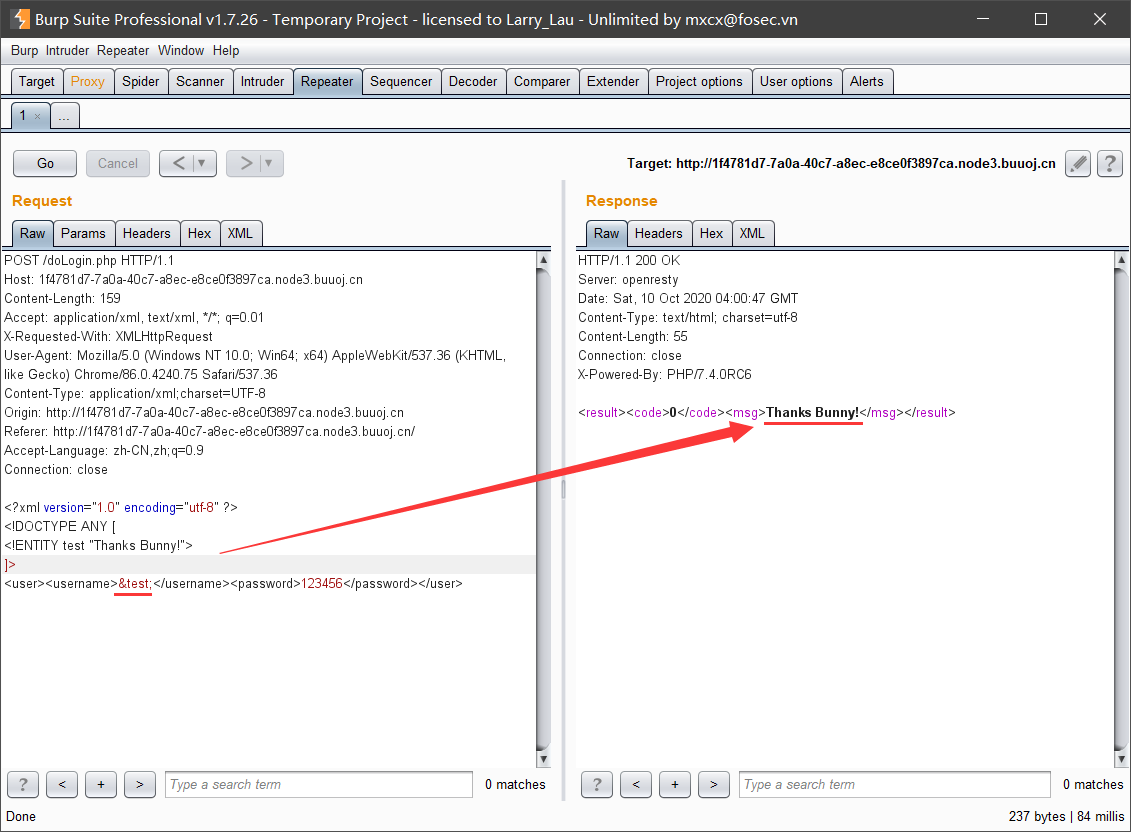 Burp Suite Professional v1.7.26 - Temporary Project - licensed to Larry_Lau - Unlimited by mxcx@fosec.vn
Burp Intruder Repeater Window Help
Target Proxy Spider Scanner Intruder Repeater Sequencer Decoder Comparer Extender Project options User options Alerts
1 × ...
Go Cancel < ▼ > ▼ Target: http://1f4781d7-7a0a-40c7-a8ec-e8ce0f3897ca.node3.buuoj.cn ?
Request
Raw Params Headers Hex XML
POST /doLogin.php HTTP/1.1
Host: 1f4781d7-7a0a-40c7-a8ec-e8ce0f3897ca.node3.buuoj.cn
Content-Length: 159
Accept: application/xml, text/xml, */*; q=0.01
X-Requested-With: XMLHttpRequest
User-Agent: Mozilla/5.0 (Windows NT 10.0; Win64; x64) AppleWebKit/537.36 (KHTML,
like Gecko) Chrome/86.0.4240.75 Safari/537.36
Content-Type: application/xml;charset=UTF-8
Origin: http://1f4781d7-7a0a-40c7-a8ec-e8ce0f3897ca.node3.buuoj.cn
Referer: http://1f4781d7-7a0a-40c7-a8ec-e8ce0f3897ca.node3.buuoj.cn/
Accept-Language: zh-CN,zh;q=0.9
Connection: close
<?xml version="1.0" encoding="utf-8" ?>
<!DOCTYPE ANY [
<!ENTITY test "Thanks Bunny!">
]>
<user><username>&test;</username><password>123456</password></user>
? < + > Type a search term 0 matches
Response
Raw Headers Hex XML
HTTP/1.1 200 OK
Server: openresty
Date: Sat, 10 Oct 2020 04:00:47 GMT
Content-Type: text/html; charset=utf-8
Content-Length: 55
Connection: close
X-Powered-By: PHP/7.4.0RC6
<result><code>0</code><msg>Thanks Bunny!</msg></result>
? < + > Type a search term 0 matches
Done 237 bytes | 84 millis